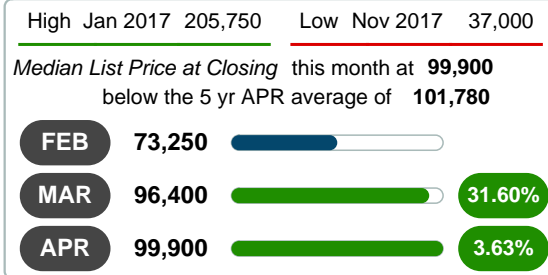 High Jan 2017 205,750 Low Nov 2017 37,000
Median List Price at Closing this month at 99,900
below the 5 yr APR average of 101,780
FEB 73,250
MAR 96,400 31.60%
APR 99,900 3.63%